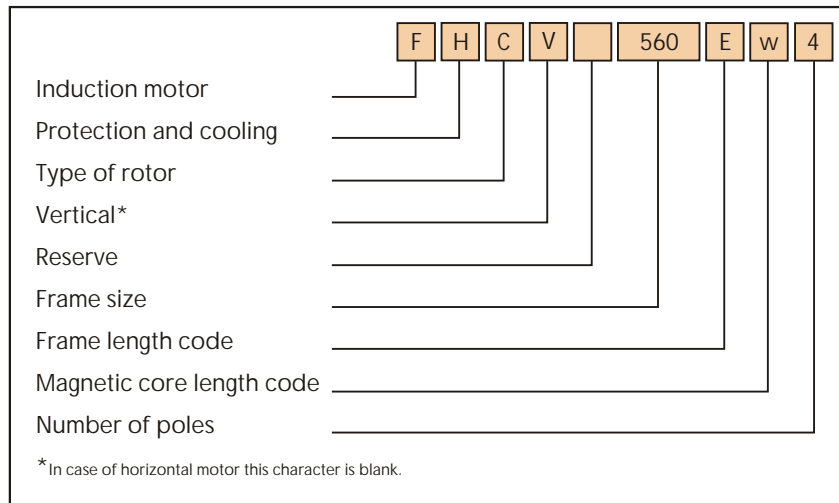 F H C V 560 E w 4
Induction motor
Protection and cooling
Type of rotor
Vertical*
Reserve
Frame size
Frame length code
Magnetic core length code
Number of poles
*In case of horizontal motor this character is blank.